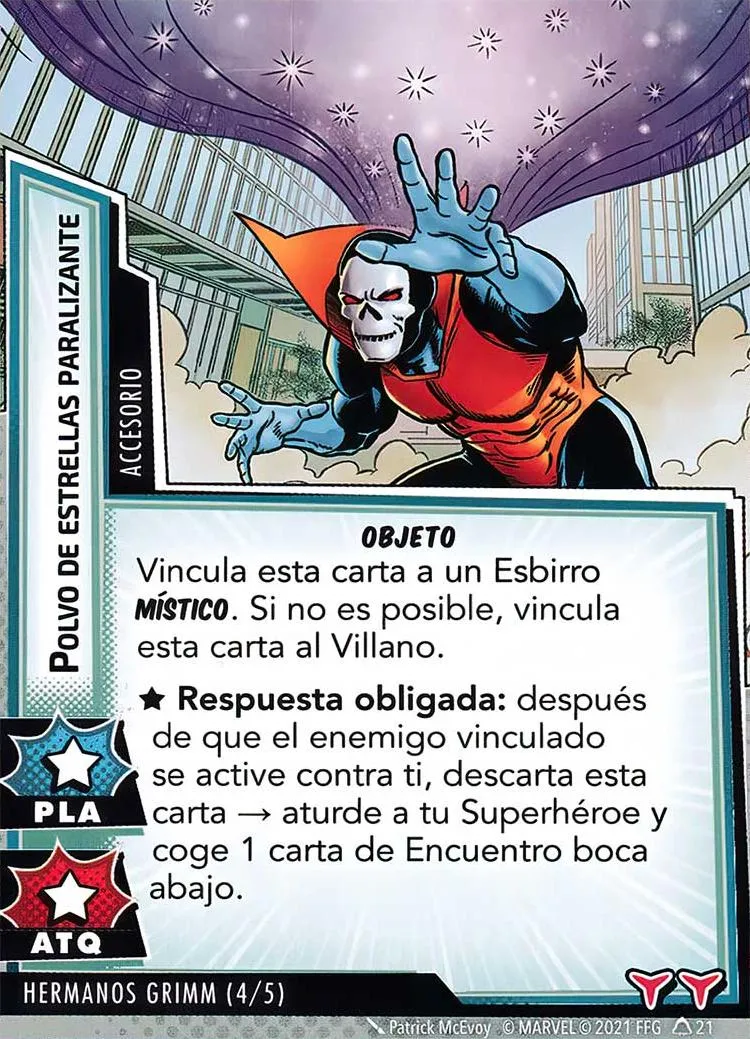 POLVO DE ESTRELLAS PARALIZANTE
ACCESORIO
OBJETO
Vincula esta carta a un Esbirro
MÍSTICO. Si no es posible, vincula
esta carta al Villano.
★ Respuesta obligada: después
de que el enemigo vinculado
se active contra ti, descarta esta
carta → aturde a tu Superhéroe y
coge 1 carta de Encuentro boca
abajo.
PLA
ATQ
HERMANOS GRIMM (4/5)
Patrick McEvoy © MARVEL © 2021 FFG 21